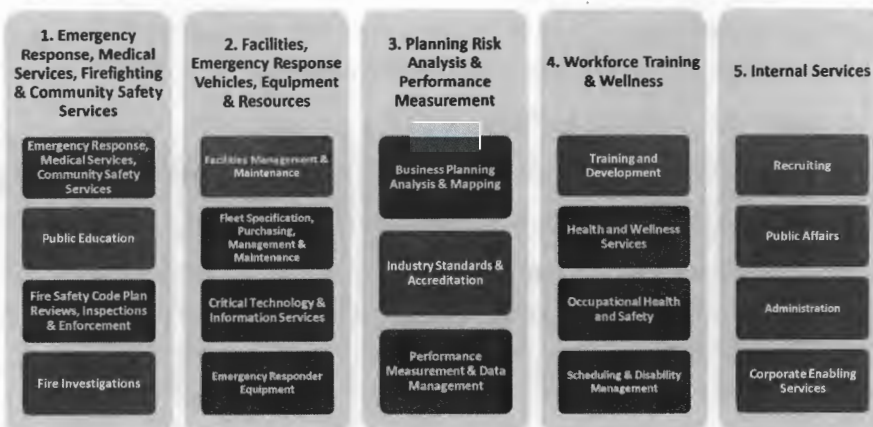 1. Emergency
Response, Medical
Services, Firefighting
& Community Safety
Services
Emergency Response,
Medical Services,
Community Safety
Services
Public Education
Fire Safety Code Plan
Reviews, Inspections
& Enforcement
Fire Investigations
2. Facilities,
Emergency Response
Vehicles, Equipment
& Resources
Facilities Management &
Maintenance
Fleet Specification,
Purchasing,
Management &
Maintenance
Critical Technology &
Information Services
Emergency Responder
Equipment
3. Planning Risk
Analysis &
Performance
Measurement
Business Planning
Analysis & Mapping
Industry Standards &
Accreditation
Performance
Measurement & Data
Management
4. Workforce Training
& Wellness
Training and
Development
Health and Wellness
Services
Occupational Health
and Safety
Scheduling & Disability
Management
5. Internal Services
Recruiting
Public Affairs
Administration
Corporate Enabling
Services